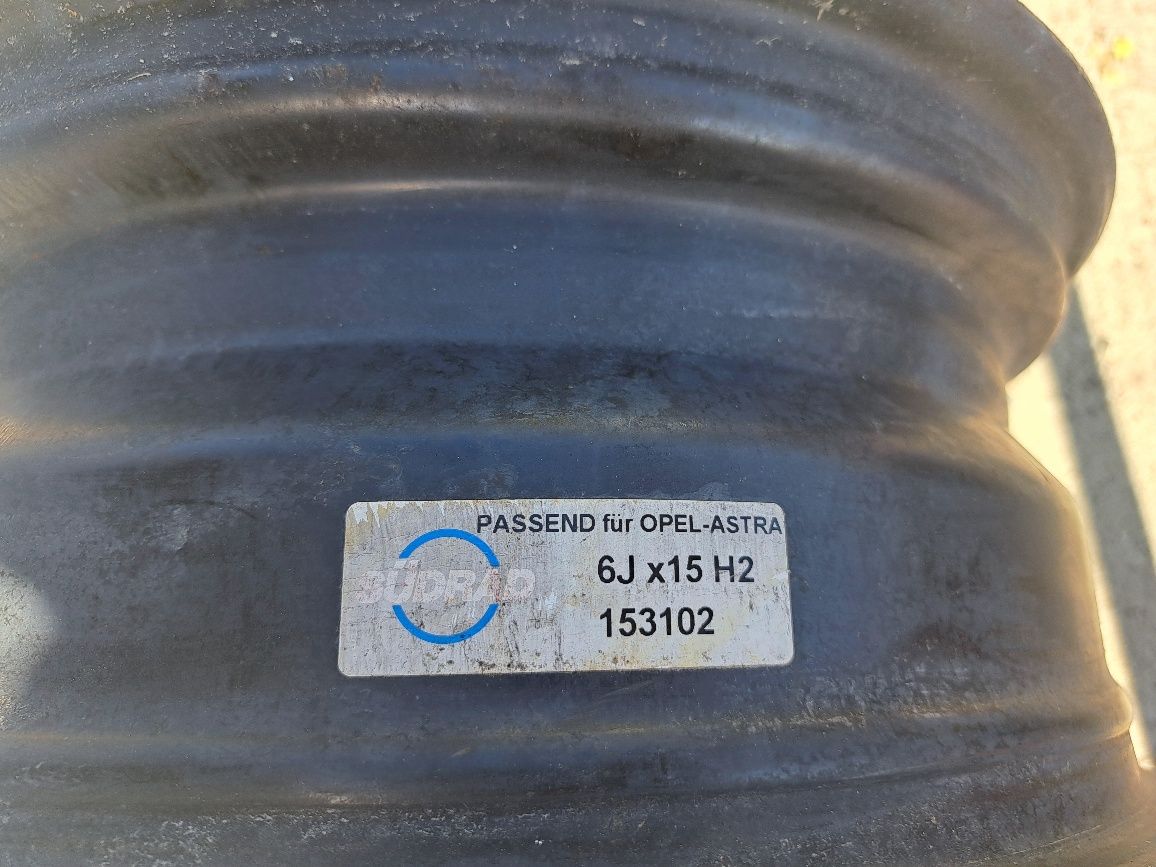 PASSEND für OPEL-ASTRA
SÜDRAD
6J x15 H2
153102